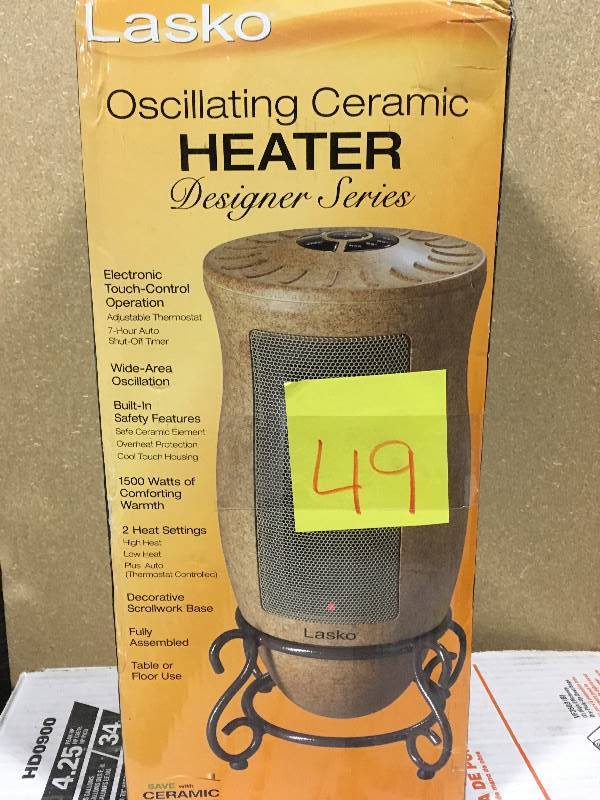 Lasko
Oscillating Ceramic
HEATER
Designer Series
Electronic
Touch-Control
Operation
Adjustable Thermostat
7-Hour Auto
Shut-Off Timer
Wide-Area
Oscillation
Built-In
Safety Features
Safe Ceramic Element
Overheat Protection
Cool Touch Housing
1500 Watts of
Comforting
Warmth
2 Heat Settings
High Heat
Low Heat
Plus Auto
(Thermostat Controlled)
Decorative
Scrollwork Base
Fully
Assembled
Table or
Floor Use
49
Lasko
SAVE with
CERAMIC
HD0900
4.25
34
A DE PU